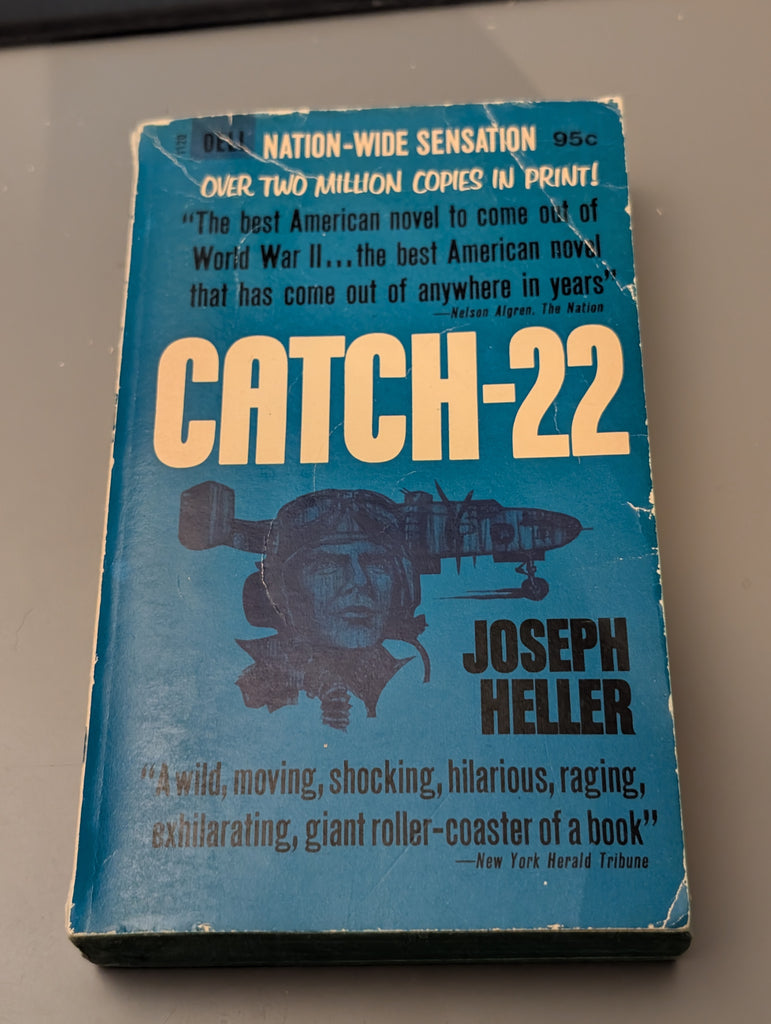 1120 DELL NATION-WIDE SENSATION 95c
OVER TWO MILLION COPIES IN PRINT!
“The best American novel to come out of
World War II...the best American novel
that has come out of anywhere in years”
—Nelson Algren, The Nation
CATCH-22
JOSEPH
HELLER
“A wild, moving, shocking, hilarious, raging,
exhilarating, giant roller-coaster of a book”
—New York Herald Tribune